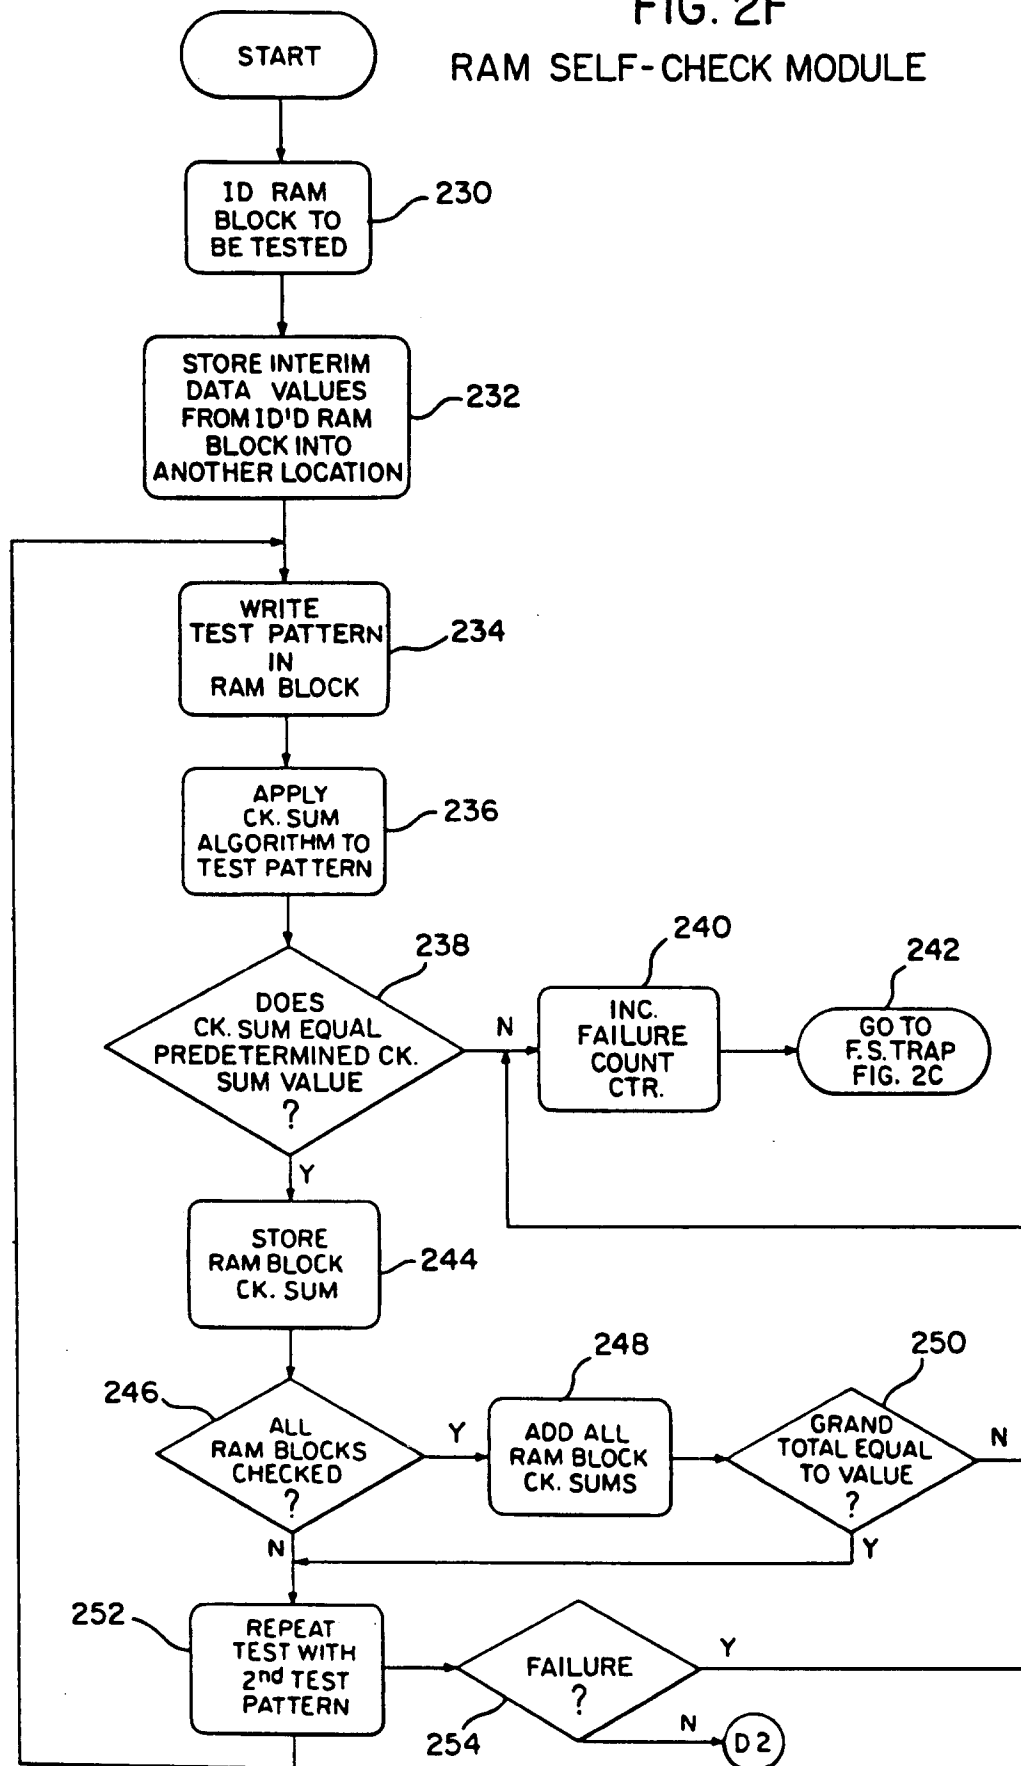 FIG. 2F
RAM SELF-CHECK MODULE
START
ID RAM
BLOCK TO
BE TESTED
230
STORE INTERIM
DATA VALUES
FROM ID'D RAM
BLOCK INTO
ANOTHER LOCATION
232
WRITE
TEST PATTERN
IN
RAM BLOCK
234
APPLY
CK. SUM
ALGORITHM TO
TEST PATTERN
236
DOES
CK. SUM EQUAL
PREDETERMINED CK.
SUM VALUE
?
238
N
Y
INC.
FAILURE
COUNT
CTR.
240
GO TO
F.S. TRAP
FIG. 2C
242
STORE
RAM BLOCK
CK. SUM
244
ALL
RAM BLOCKS
CHECKED
?
246
Y
N
ADD ALL
RAM BLOCK
CK. SUMS
248
GRAND
TOTAL EQUAL
TO VALUE
?
250
N
Y
REPEAT
TEST WITH
2nd TEST
PATTERN
252
FAILURE
?
254
Y
N
D2